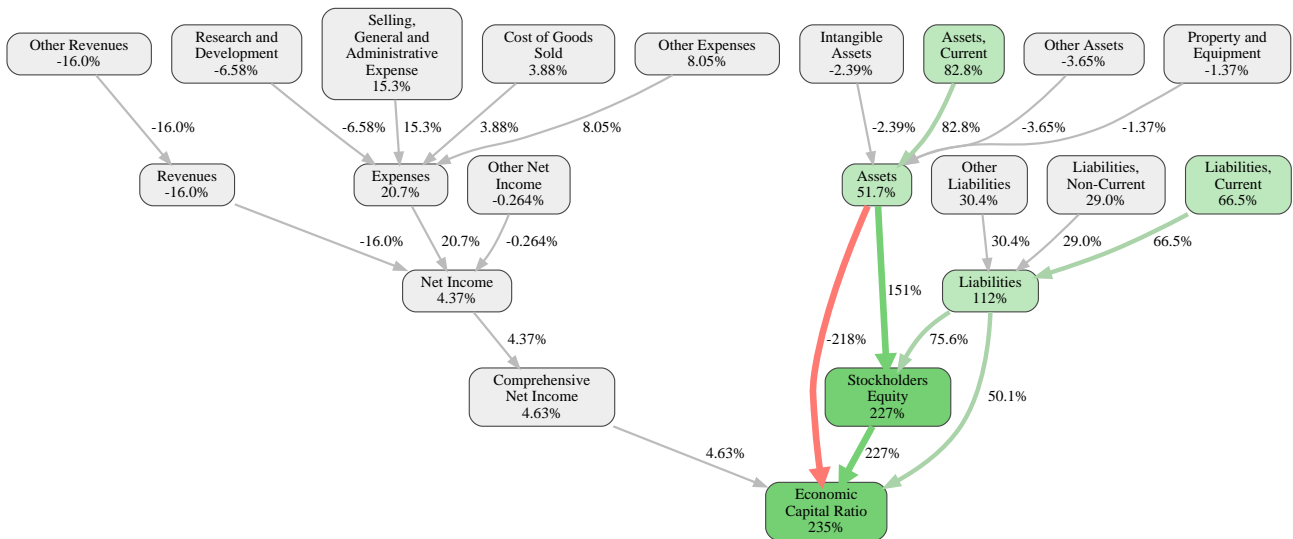 Other Revenues
-16.0%
Research and
Development
-6.58%
Selling,
General and
Administrative
Expense
15.3%
Cost of Goods
Sold
3.88%
Other Expenses
8.05%
Intangible
Assets
-2.39%
Assets,
Current
82.8%
Other Assets
-3.65%
Property and
Equipment
-1.37%
-16.0%
-6.58%
15.3%
3.88%
8.05%
-2.39%
82.8%
-3.65%
-1.37%
Revenues
-16.0%
Expenses
20.7%
Other Net
Income
-0.264%
Assets
51.7%
Other
Liabilities
30.4%
Liabilities,
Non-Current
29.0%
Liabilities,
Current
66.5%
-16.0%
20.7%
-0.264%
30.4%
29.0%
66.5%
Net Income
4.37%
151%
Liabilities
112%
4.37%
-218%
75.6%
Comprehensive
Net Income
4.63%
Stockholders
Equity
227%
50.1%
4.63%
227%
Economic
Capital Ratio
235%